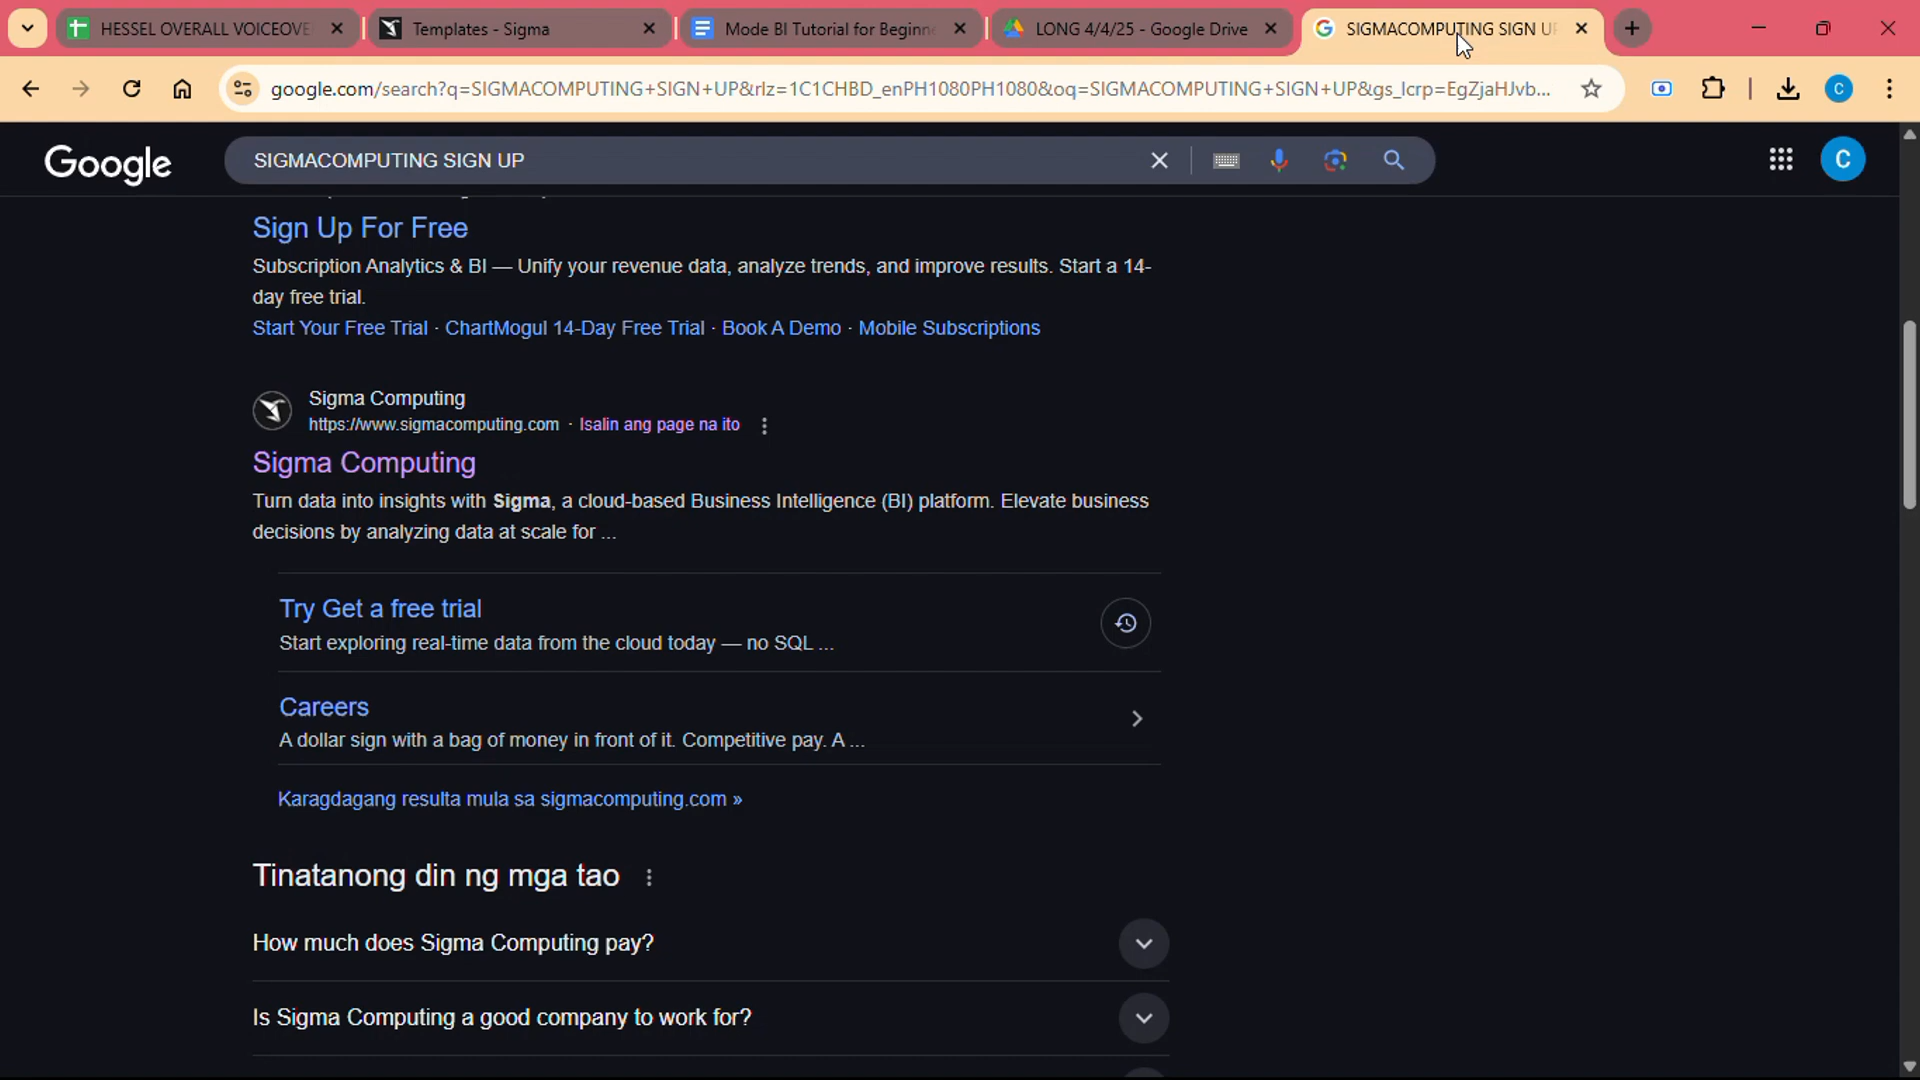 HESSEL OVERALL VOICEOVE
Templates - Sigma
Mode BI Tutorial for Beginne
LONG 4/4/25 - Google Drive
SIGMACOMPUTING SIGN U
google.com/search?q=SIGMACOMPUTING+SIGN+UP&rlz=1C1CHBD_enPH1080PH1080&oq=SIGMACOMPUTING+SIGN+UP&gs_lcrp=EgZjaHJvb...
C
Google
SIGMACOMPUTING SIGN UP
C
Sign Up For Free
Subscription Analytics & BI — Unify your revenue data, analyze trends, and improve results. Start a 14-
day free trial.
Start Your Free Trial · ChartMogul 14-Day Free Trial · Book A Demo · Mobile Subscriptions
Sigma Computing
https://www.sigmacomputing.com · Isalin ang page na ito
Sigma Computing
Turn data into insights with Sigma, a cloud-based Business Intelligence (BI) platform. Elevate business
decisions by analyzing data at scale for ...
Try Get a free trial
Start exploring real-time data from the cloud today — no SQL ...
Careers
A dollar sign with a bag of money in front of it. Competitive pay. A ...
Karagdagang resulta mula sa sigmacomputing.com »
Tinatanong din ng mga tao
How much does Sigma Computing pay?
Is Sigma Computing a good company to work for?